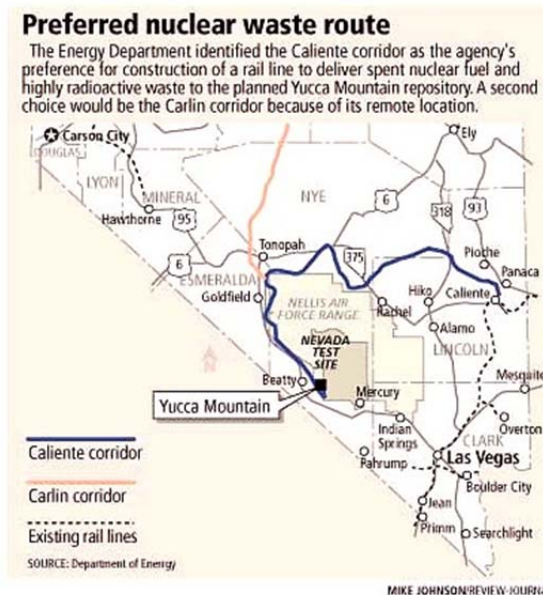 Preferred nuclear waste route
The Energy Department identified the Caliente corridor as the agency's
preference for construction of a rail line to deliver spent nuclear fuel and
highly radioactive waste to the planned Yucca Mountain repository. A second
choice would be the Carlin corridor because of its remote location.
Carson City
DOUGLAS
Ely
LYON
MINERAL
NYE
6
318
93
Hawthorne
95
Tonopah
375
6
Pioche
Panaca
ESMERALDA
Goldfield
NELLIS AIR
FORCE RANGE
Hiko
Caliente
Rachel
Alamo
NEVADA
TEST
SITE
LINCOLN
Beatty
Mesquite
Mercury
Yucca Mountain
Indian
Springs
Overton
CLARK
Caliente corridor
Pahrump
Las Vegas
Boulder City
Carlin corridor
Jean
Primm
Searchlight
Existing rail lines
SOURCE: Department of Energy
MIKE JOHNSON/REVIEW-JOURNA